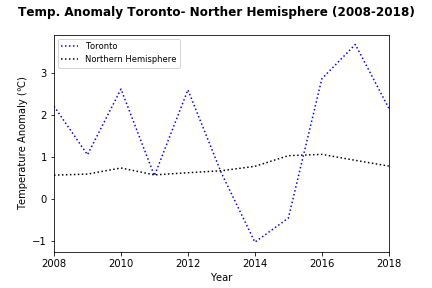 Temp. Anomaly Toronto- Norther Hemisphere (2008-2018)
Toronto
Northern Hemisphere
Temperature Anomaly (℃)
3
2
1
0
−1
2008 2010 2012 2014 2016 2018
Year